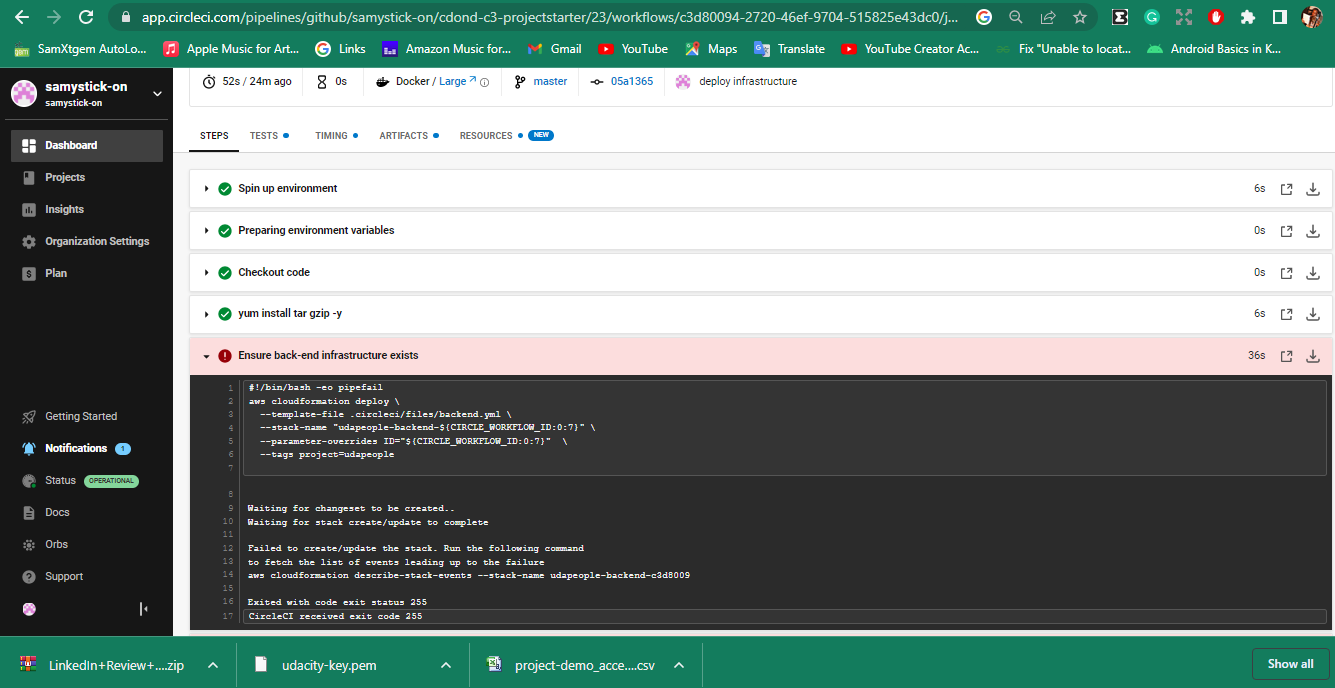 app.circleci.com/pipelines/github/samystick-on/cdond-c3-projectstarter/23/workflows/c3d80094-2720-46ef-9704-515825e43dc0/j...
SamXtgem AutoLo...
Apple Music for Art...
Links
Amazon Music for...
Gmail
YouTube
Maps
Translate
YouTube Creator Ac...
Fix "Unable to locat...
Android Basics in K...
samystick-on
samystick-on
Dashboard
Projects
Insights
Organization Settings
Plan
Getting Started
Notifications 1
Status OPERATIONAL
Docs
Orbs
Support
52s / 24m ago
0s
Docker / Large
master
05a1365
deploy infrastructure
STEPS
TESTS
TIMING
ARTIFACTS
RESOURCES NEW
Spin up environment 6s
Preparing environment variables 0s
Checkout code 0s
yum install tar gzip -y 6s
Ensure back-end infrastructure exists 36s
1 #!/bin/bash -eo pipefail
2 aws cloudformation deploy \
3 --template-file .circleci/files/backend.yml \
4 --stack-name "udapeople-backend-${CIRCLE_WORKFLOW_ID:0:7}" \
5 --parameter-overrides ID="${CIRCLE_WORKFLOW_ID:0:7}" \
6 --tags project=udapeople
7
8
9 Waiting for changeset to be created..
10 Waiting for stack create/update to complete
11
12 Failed to create/update the stack. Run the following command
13 to fetch the list of events leading up to the failure
14 aws cloudformation describe-stack-events --stack-name udapeople-backend-c3d8009
15
16 Exited with code exit status 255
17 CircleCI received exit code 255
LinkedIn+Review+....zip
udacity-key.pem
project-demo_acce....csv
Show all